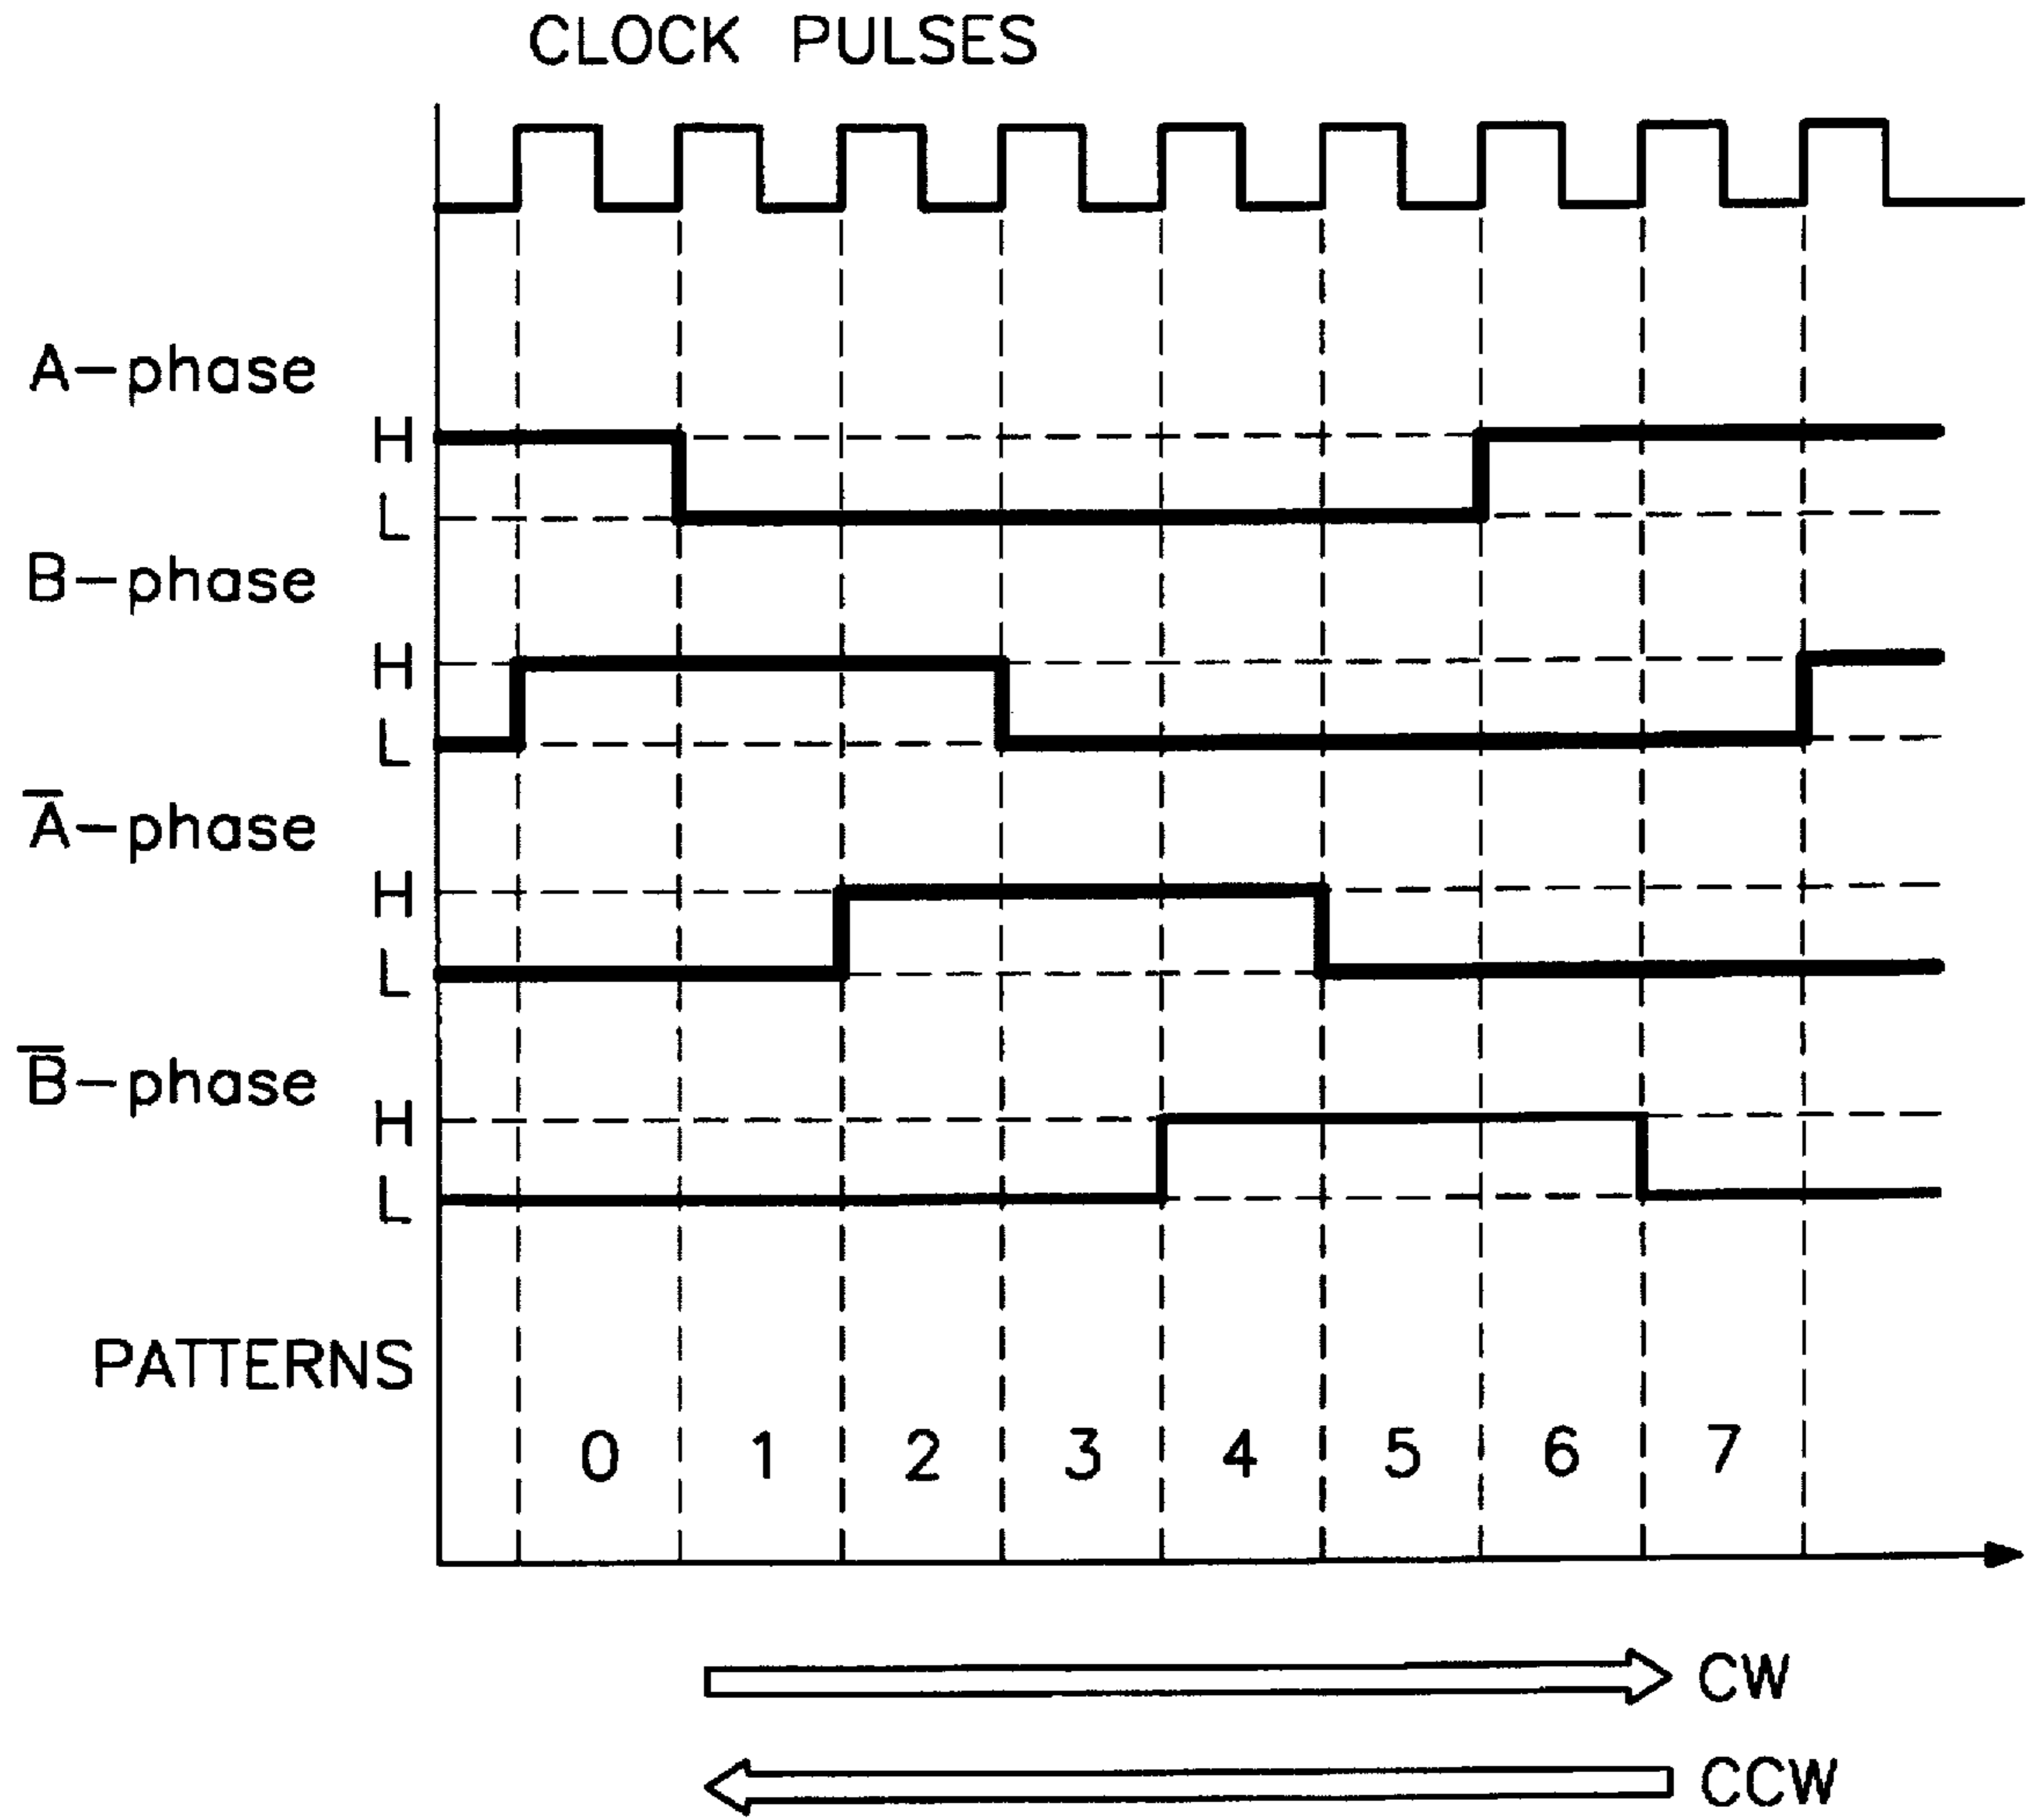 CLOCK PULSES
A-phase
H
L
B-phase
H
L
A̅-phase
H
L
B̅-phase
H
L
PATTERNS
0 1 2 3 4 5 6 7
CW
CCW